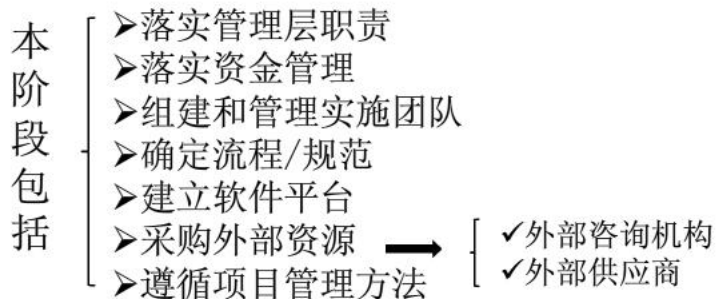 本阶段包括
➢落实管理层职责
➢落实资金管理
➢组建和管理实施团队
➢确定流程/规范
➢建立软件平台
➢采购外部资源
➢遵循项目管理方法
✓外部咨询机构
✓外部供应商